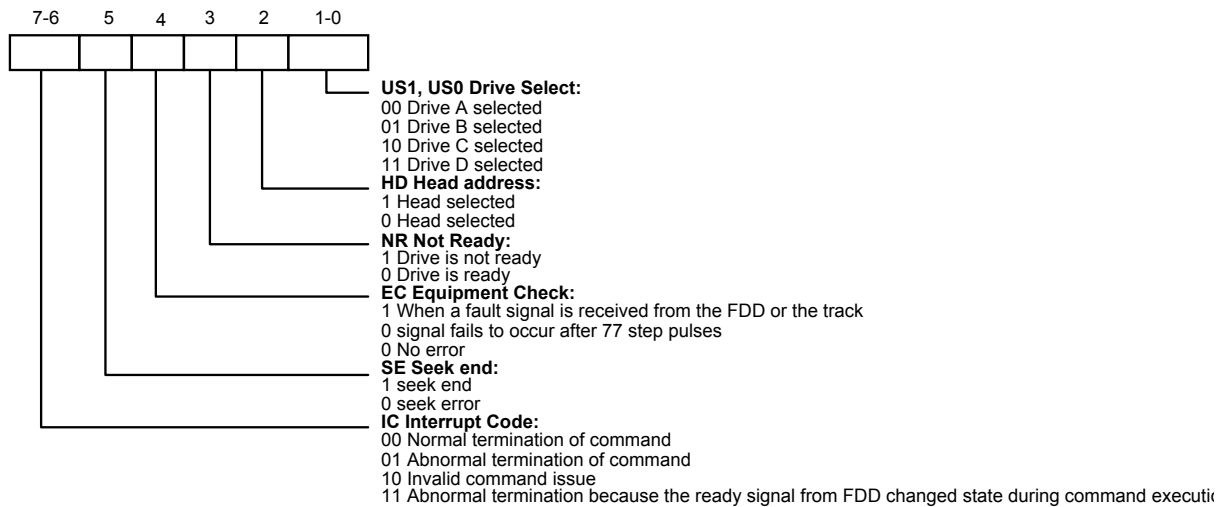 7-6 5 4 3 2 1-0
US1, US0 Drive Select:
00 Drive A selected
01 Drive B selected
10 Drive C selected
11 Drive D selected
HD Head address:
1 Head selected
0 Head selected
NR Not Ready:
1 Drive is not ready
0 Drive is ready
EC Equipment Check:
1 When a fault signal is received from the FDD or the track
0 signal fails to occur after 77 step pulses
0 No error
SE Seek end:
1 seek end
0 seek error
IC Interrupt Code:
00 Normal termination of command
01 Abnormal termination of command
10 Invalid command issue
11 Abnormal termination because the ready signal from FDD changed state during command